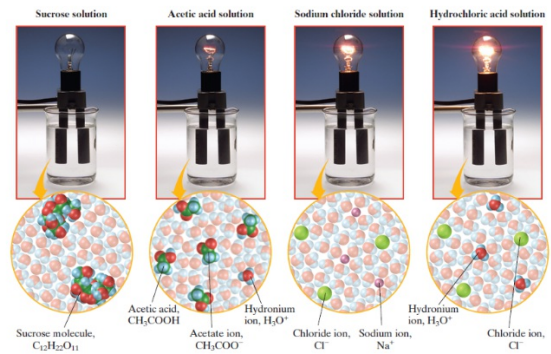 Sucrose solution
Acetic acid solution
Sodium chloride solution
Hydrochloric acid solution
Sucrose molecule,
C₁₂H₂₂O₁₁
Acetic acid,
CH₃COOH
Acetate ion,
CH₃COO⁻
Hydronium
ion, H₃O⁺
Chloride ion,
Cl⁻
Sodium ion,
Na⁺
Hydronium
ion, H₃O⁺
Chloride ion,
Cl⁻